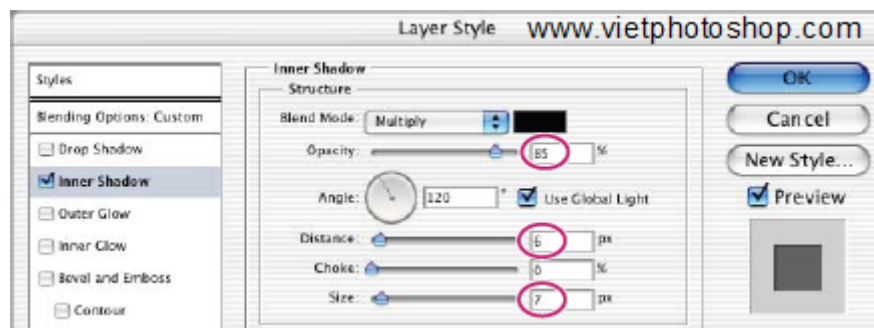 Layer Style www.vietphotoshop.com
Styles
Blending Options: Custom
Drop Shadow
Inner Shadow
Outer Glow
Inner Glow
Bevel and Emboss
Contour
Inner Shadow
Structure
Blend Mode: Multiply
Opacity: 85 %
Angle: 120 ° Use Global Light
Distance: 6 px
Choke: 0 %
Size: 7 px
OK
Cancel
New Style...
Preview